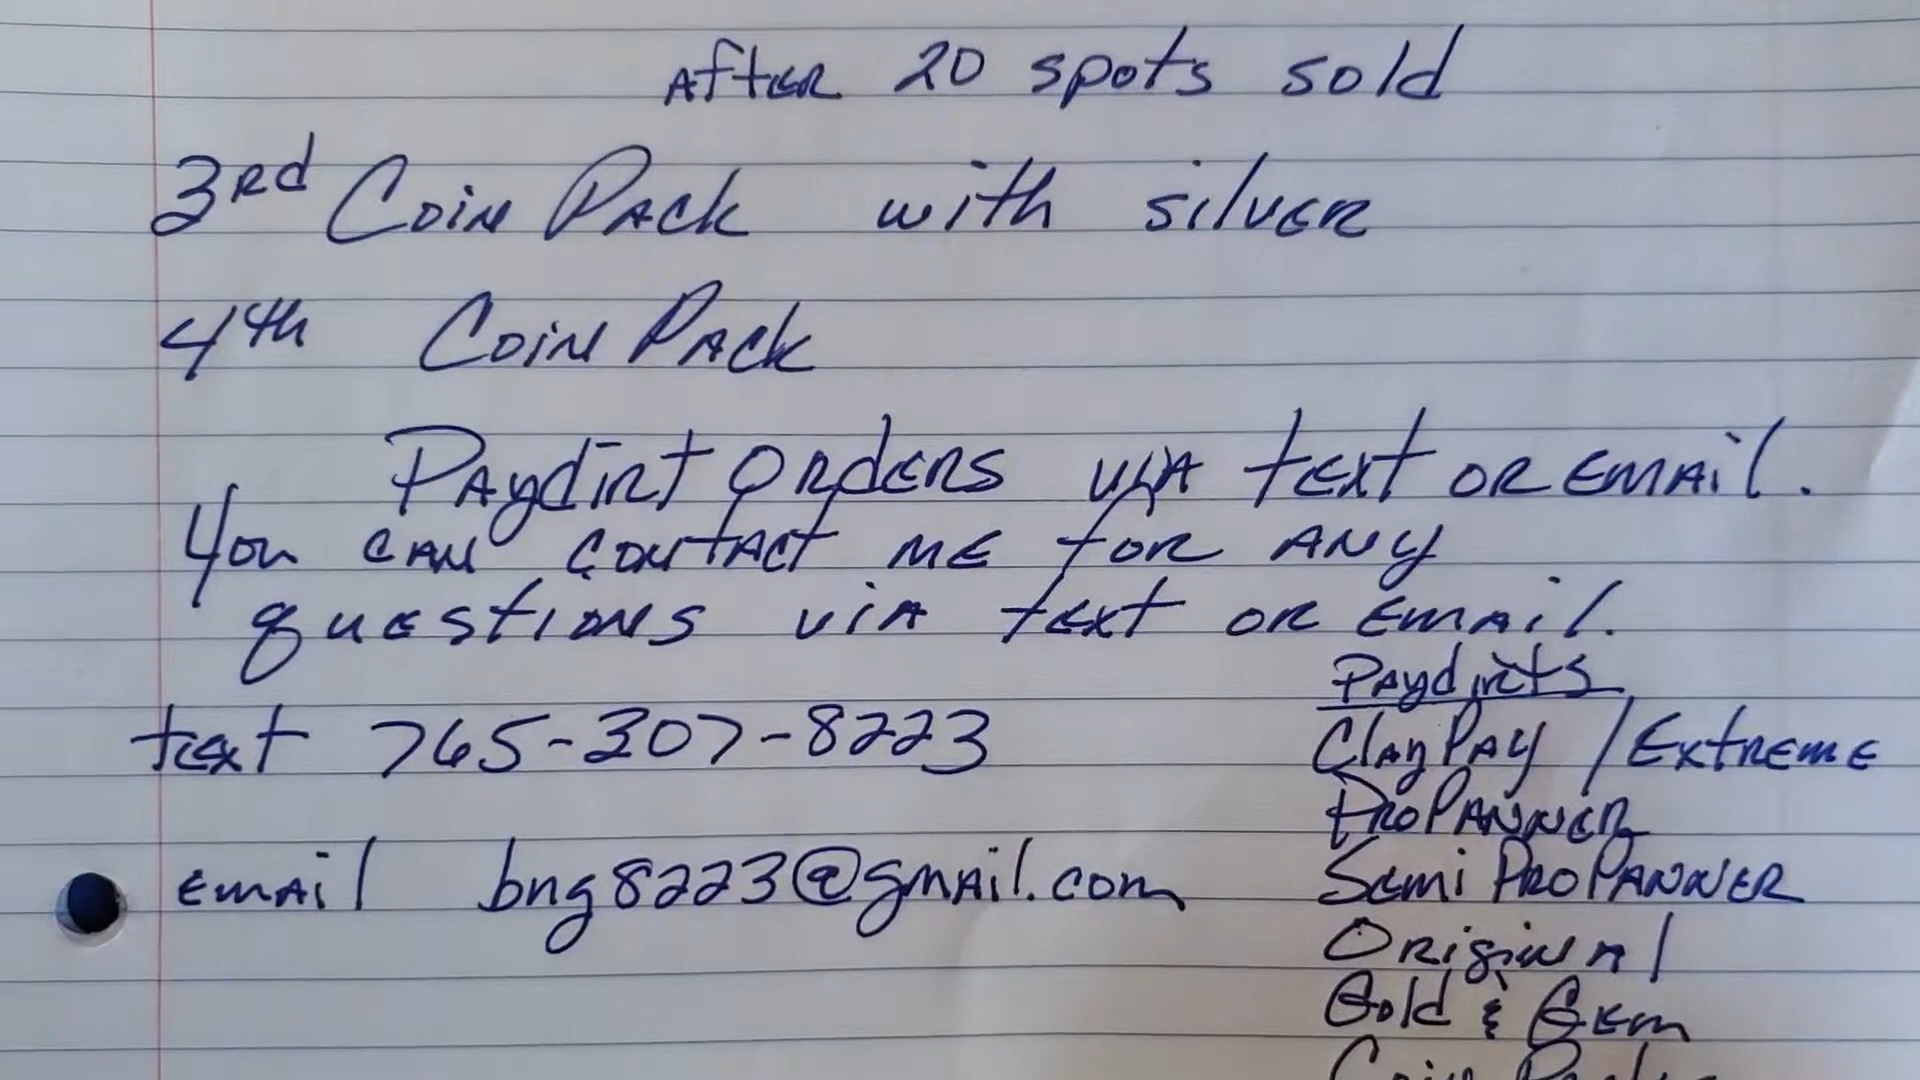 After 20 spots sold
3rd Coin Pack with silver
4th Coin Pack
Paydirt Orders via text or email.
You can contact me for any
questions via text or email.
Paydirts
text 765-307-8223
Clay Pay / Extreme
ProPanner
email bng8223@gmail.com
Semi ProPanner
Original
Gold & Gem
Coin Packs